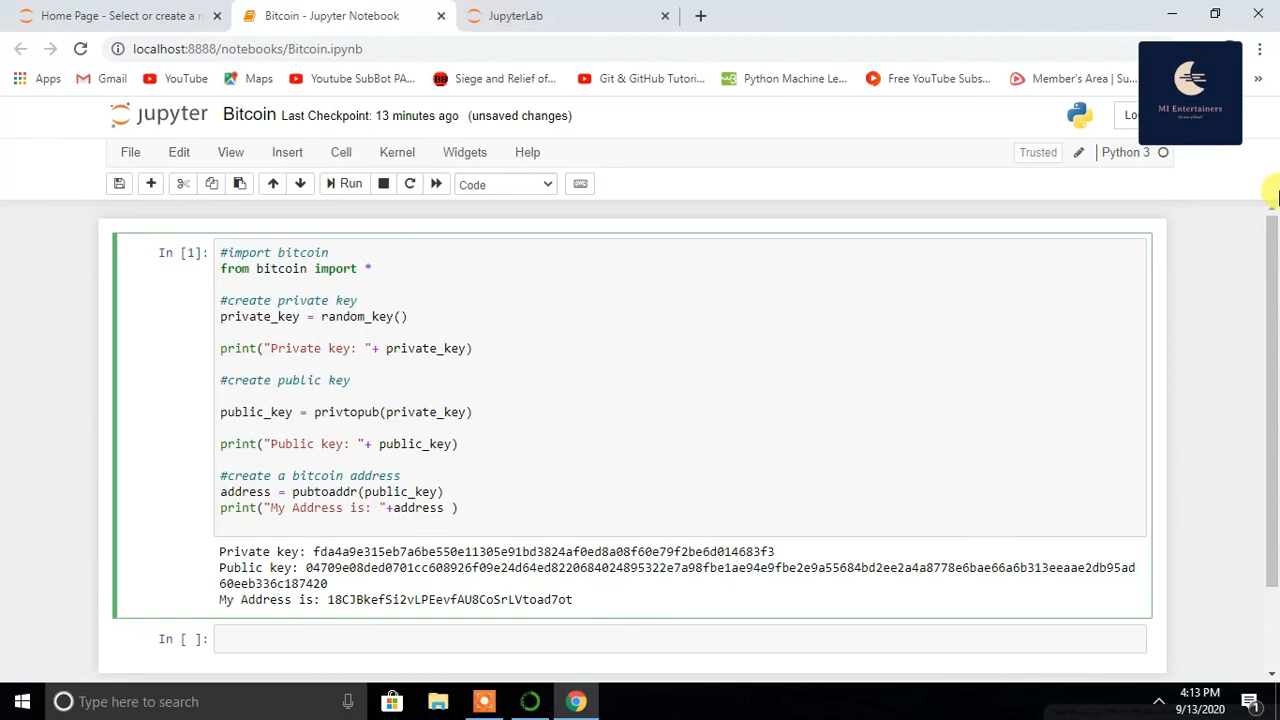 Home Page - Select or create a n
Bitcoin - Jupyter Notebook
JupyterLab
localhost:8888/notebooks/Bitcoin.ipynb
Apps
Gmail
YouTube
Maps
Youtube SubBot PA...
Siege and Relief of...
Git & GitHub Tutori...
Python Machine Le...
Free YouTube Subs...
Member's Area | Su...
»
MI Entertainers
jupyter
Bitcoin Last Checkpoint: 13 minutes ago (unsaved changes)
File
Edit
View
Insert
Cell
Kernel
Widgets
Help
Trusted
Python 3
Run
Code
In [1]:
#import bitcoin
from bitcoin import *
#create private key
private_key = random_key()
print("Private key: "+ private_key)
#create public key
public_key = privtopub(private_key)
print("Public key: "+ public_key)
#create a bitcoin address
address = pubtoaddr(public_key)
print("My Address is: "+address )
Private key: fda4a9e315eb7a6be550e11305e91bd3824af0ed8a08f60e79f2be6d014683f3
Public key: 04709e08ded0701cc608926f09e24d64ed8220684024895322e7a98fbe1ae94e9fbe2e9a55684bd2ee2a4a8778e6bae66a6b313eeaae2db95ad
60eeb336c187420
My Address is: 18CJBkefSi2vLPEevfAU8CoSrLVtoad7ot
In [ ]:
Type here to search
4:13 PM
9/13/2020
1